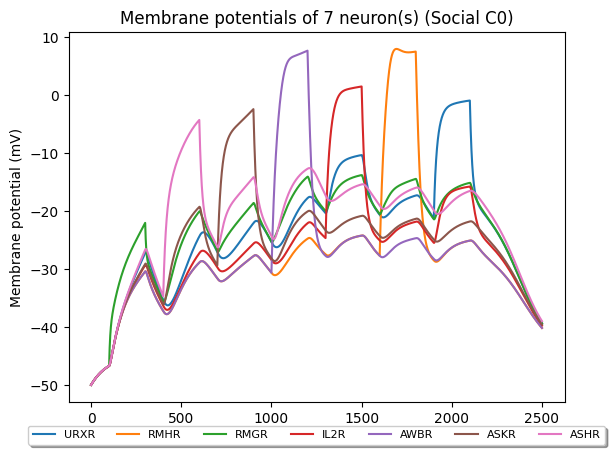 Membrane potentials of 7 neuron(s) (Social C0)
Membrane potential (mV)
10
0
−10
−20
−30
−40
−50
0 500 1000 1500 2000 2500
URXR RMHR RMGR IL2R AWBR ASKR ASHR